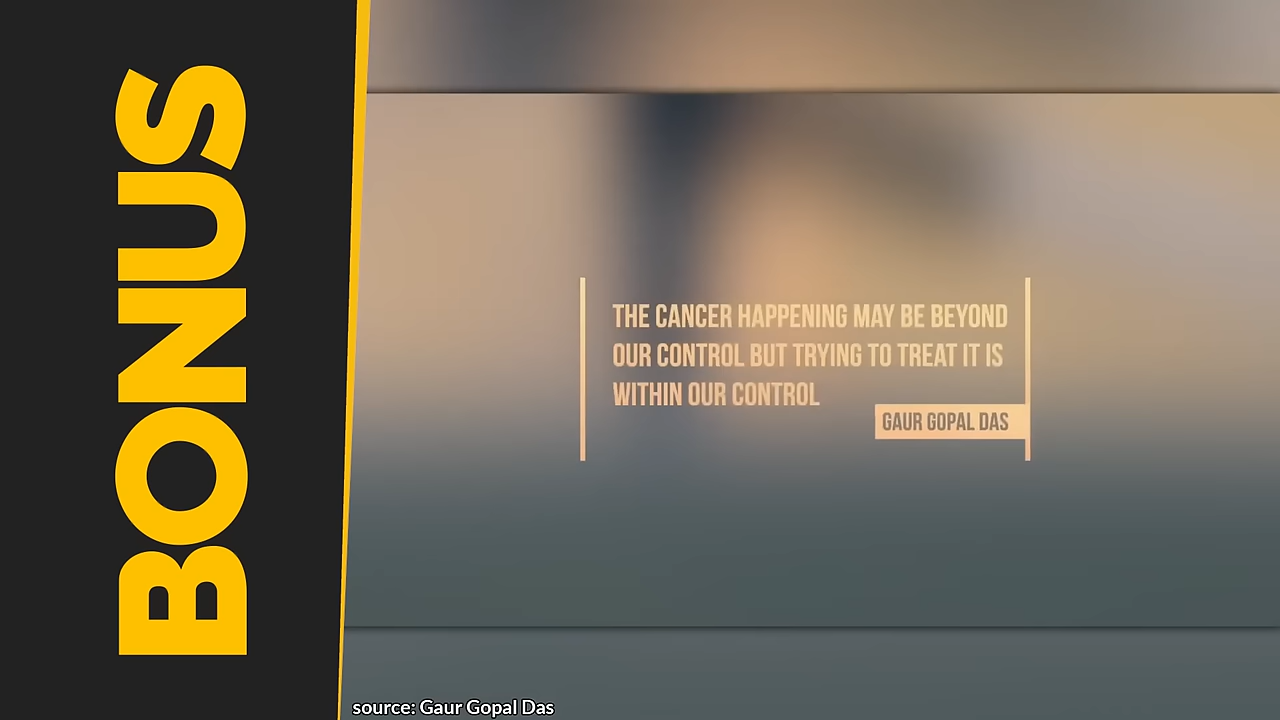 BONUS
THE CANCER HAPPENING MAY BE BEYOND
OUR CONTROL BUT TRYING TO TREAT IT IS
WITHIN OUR CONTROL
GAUR GOPAL DAS
source: Gaur Gopal Das